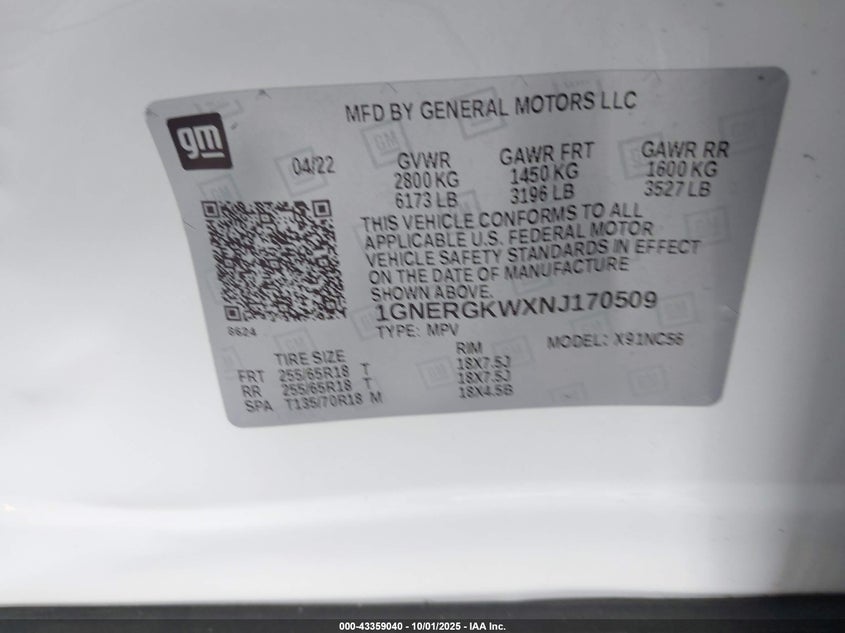 MFD BY GENERAL MOTORS LLC
gm
04/22
GVWR
2800 KG
6173 LB
GAWR FRT
1450 KG
3196 LB
GAWR RR
1600 KG
3527 LB
THIS VEHICLE CONFORMS TO ALL
APPLICABLE U.S. FEDERAL MOTOR
VEHICLE SAFETY STANDARDS IN EFFECT
ON THE DATE OF MANUFACTURE
SHOWN ABOVE.
1GNERGKWXNJ170509
8624
TYPE: MPV
MODEL: X91NC56
TIRE SIZE
RIM
FRT 255/65R18 T 18X7.5J
RR 255/65R18 T 18X7.5J
SPA T135/70R18 M 18X4.5B
000-43359040 - 10/01/2025 - IAA Inc.